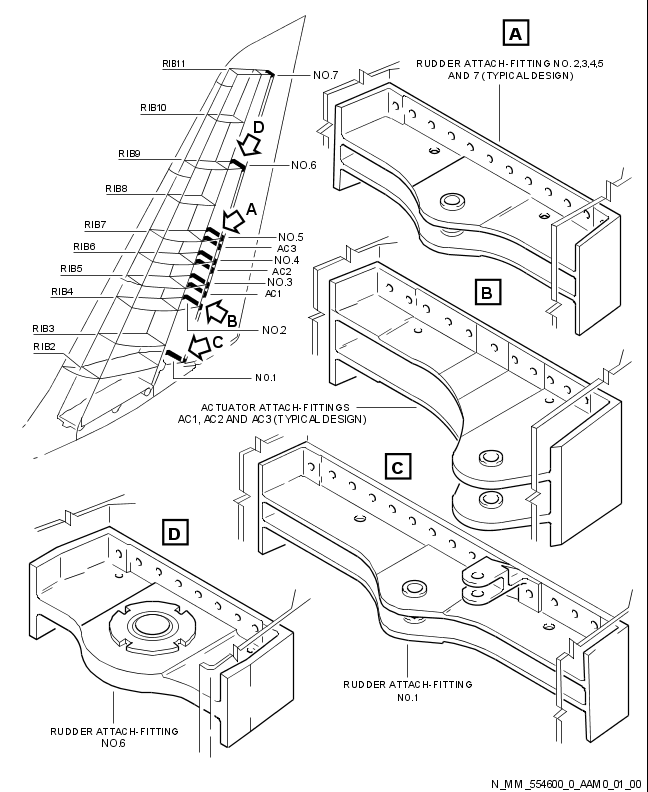 A
RUDDER ATTACH-FITTING NO.2,3,4,5
AND 7 (TYPICAL DESIGN)
RIB11
NO.7
RIB10
D
RIB9
NO.6
RIB8
A
RIB7
NO.5
AC3
RIB6
NO.4
AC2
RIB5
NO.3
RIB4
AC1
B
NO.2
RIB3
C
RIB2
NO.1
B
ACTUATOR ATTACH-FITTINGS
AC1, AC2 AND AC3 (TYPICAL DESIGN)
C
D
RUDDER ATTACH-FITTING
NO.1
RUDDER ATTACH-FITTING
NO.6
N_MM_554600_0_AAM0_01_00